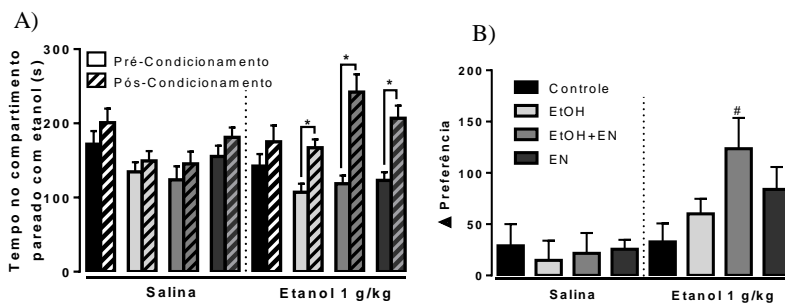 A)
Tempo no compartimento
pareado com etanol (s)
300
200
100
0
Pré-Condicionamento
Pós-Condicionamento
*
*
*
Salina
Etanol 1 g/kg
B)
▲ Preferência
200
150
100
50
0
Controle
EtOH
EtOH+EN
EN
#
Salina
Etanol 1 g/kg